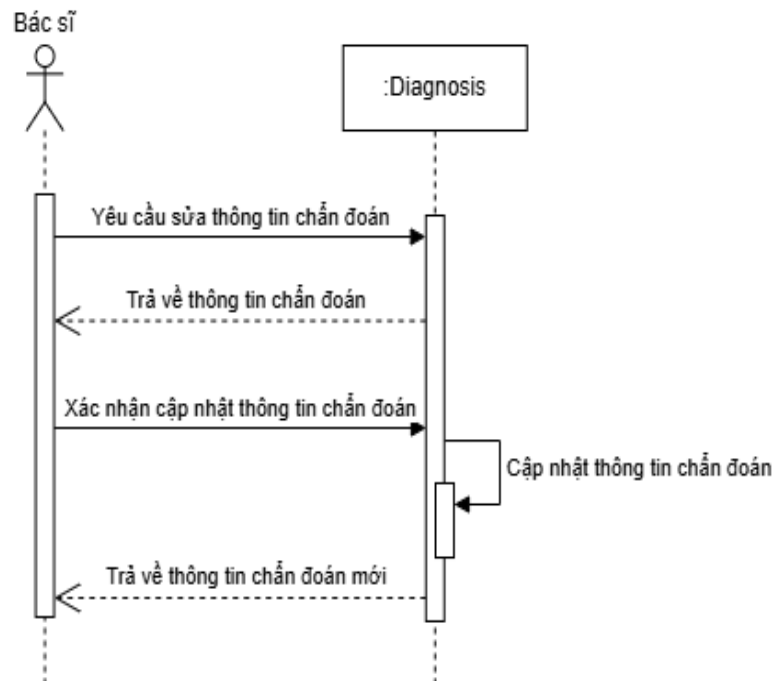 Bác sĩ
:Diagnosis
Yêu cầu sửa thông tin chẩn đoán
Trả về thông tin chẩn đoán
Xác nhận cập nhật thông tin chẩn đoán
Cập nhật thông tin chẩn đoán
Trả về thông tin chẩn đoán mới